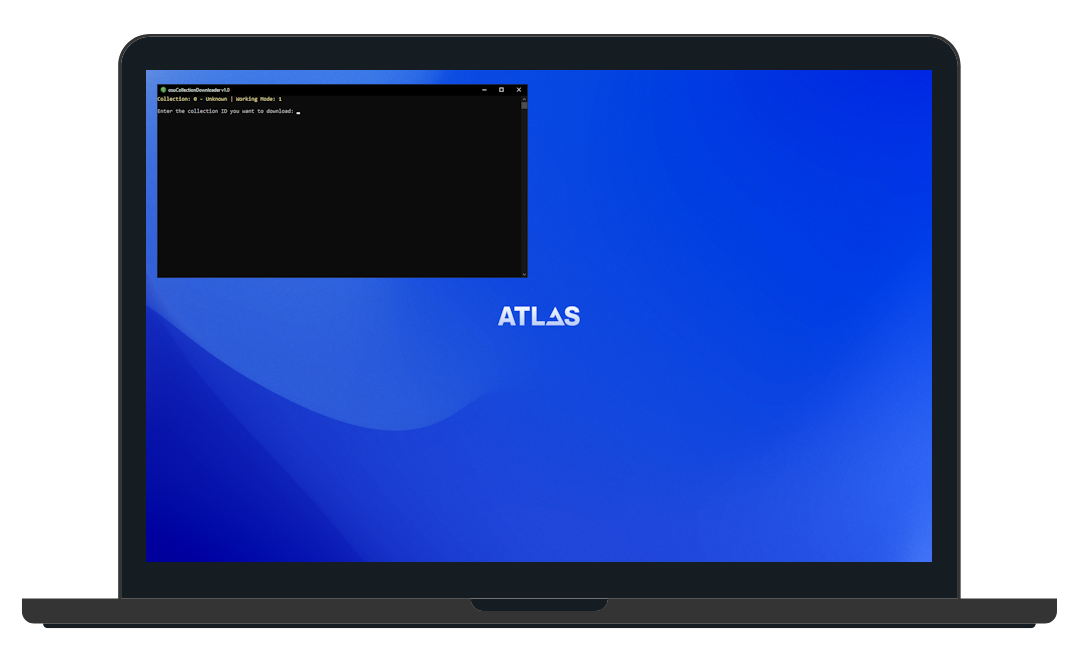 osuCollectionDownloader v1.0
Collection: 0 - Unknown | Working Mode: 1
Enter the collection ID you want to download:
ATLAS